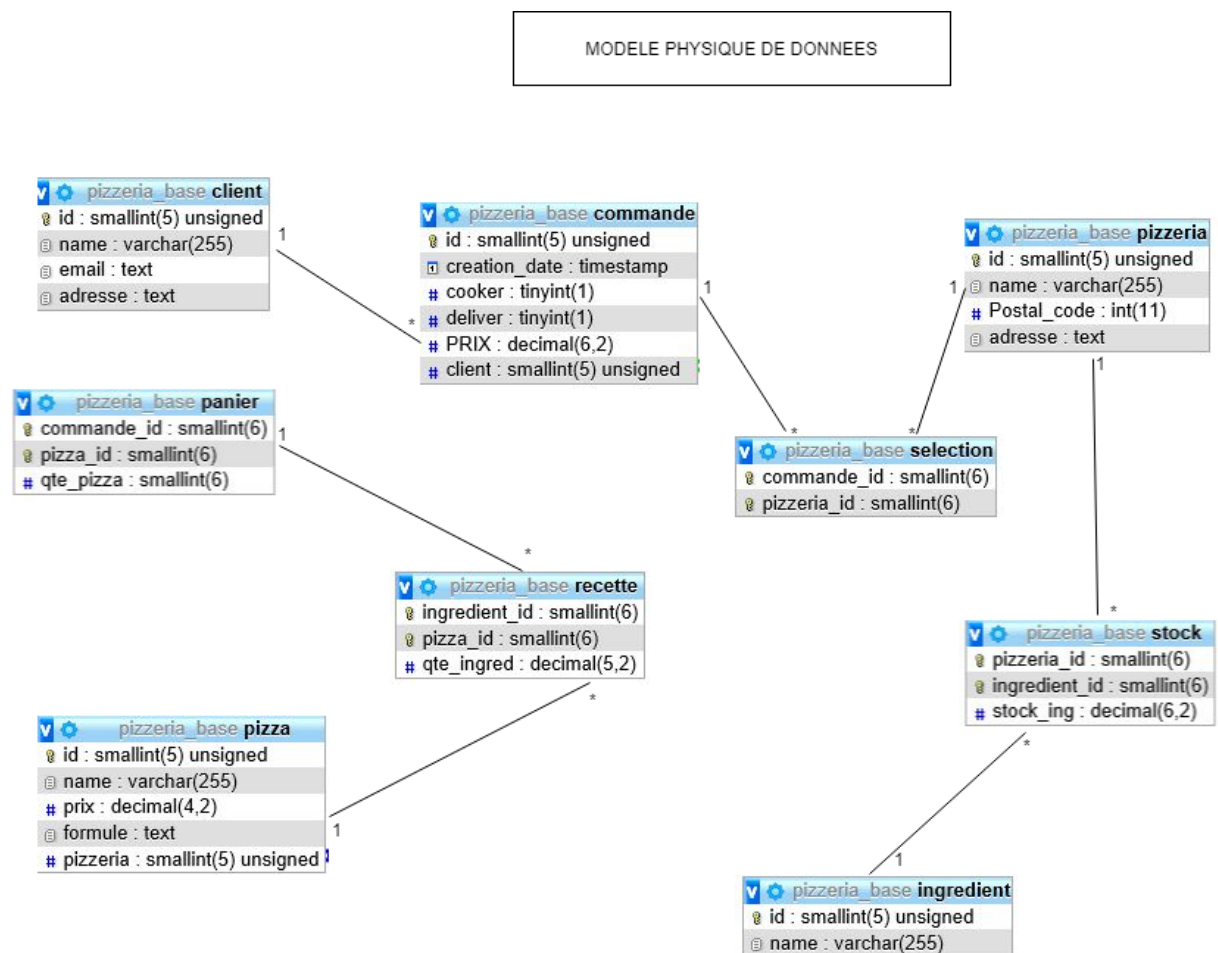 MODELE PHYSIQUE DE DONNEES
pizzeria_base client
id : smallint(5) unsigned
name : varchar(255)
email : text
adresse : text
1
*
pizzeria_base commande
id : smallint(5) unsigned
creation_date : timestamp
# cooker : tinyint(1)
# deliver : tinyint(1)
# PRIX : decimal(6,2)
# client : smallint(5) unsigned
1
*
pizzeria_base pizzeria
id : smallint(5) unsigned
name : varchar(255)
# Postal_code : int(11)
adresse : text
1
*
1
*
pizzeria_base panier
commande_id : smallint(6)
pizza_id : smallint(6)
# qte_pizza : smallint(6)
1
*
pizzeria_base selection
commande_id : smallint(6)
pizzeria_id : smallint(6)
pizzeria_base recette
ingredient_id : smallint(6)
pizza_id : smallint(6)
# qte_ingred : decimal(5,2)
*
pizzeria_base stock
pizzeria_id : smallint(6)
ingredient_id : smallint(6)
# stock_ing : decimal(6,2)
*
pizzeria_base pizza
id : smallint(5) unsigned
name : varchar(255)
# prix : decimal(4,2)
formule : text
# pizzeria : smallint(5) unsigned
1
1
pizzeria_base ingredient
id : smallint(5) unsigned
name : varchar(255)